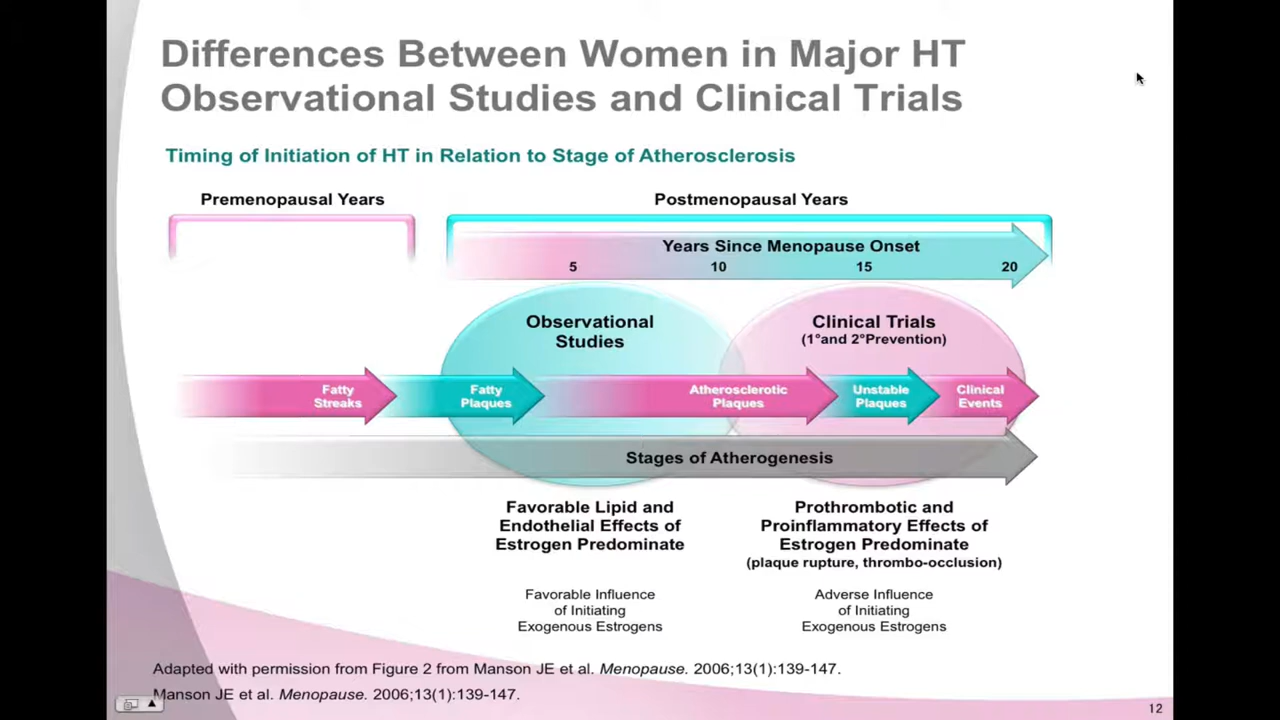 Differences Between Women in Major HT
Observational Studies and Clinical Trials
Timing of Initiation of HT in Relation to Stage of Atherosclerosis
Premenopausal Years
Postmenopausal Years
Years Since Menopause Onset
5 10 15 20
Observational
Studies
Clinical Trials
(1°and 2°Prevention)
Fatty
Streaks
Fatty
Plaques
Atherosclerotic
Plaques
Unstable
Plaques
Clinical
Events
Stages of Atherogenesis
Favorable Lipid and
Endothelial Effects of
Estrogen Predominate
Prothrombotic and
Proinflammatory Effects of
Estrogen Predominate
(plaque rupture, thrombo-occlusion)
Favorable Influence
of Initiating
Exogenous Estrogens
Adverse Influence
of Initiating
Exogenous Estrogens
Adapted with permission from Figure 2 from Manson JE et al. Menopause. 2006;13(1):139-147.
Manson JE et al. Menopause. 2006;13(1):139-147.
12